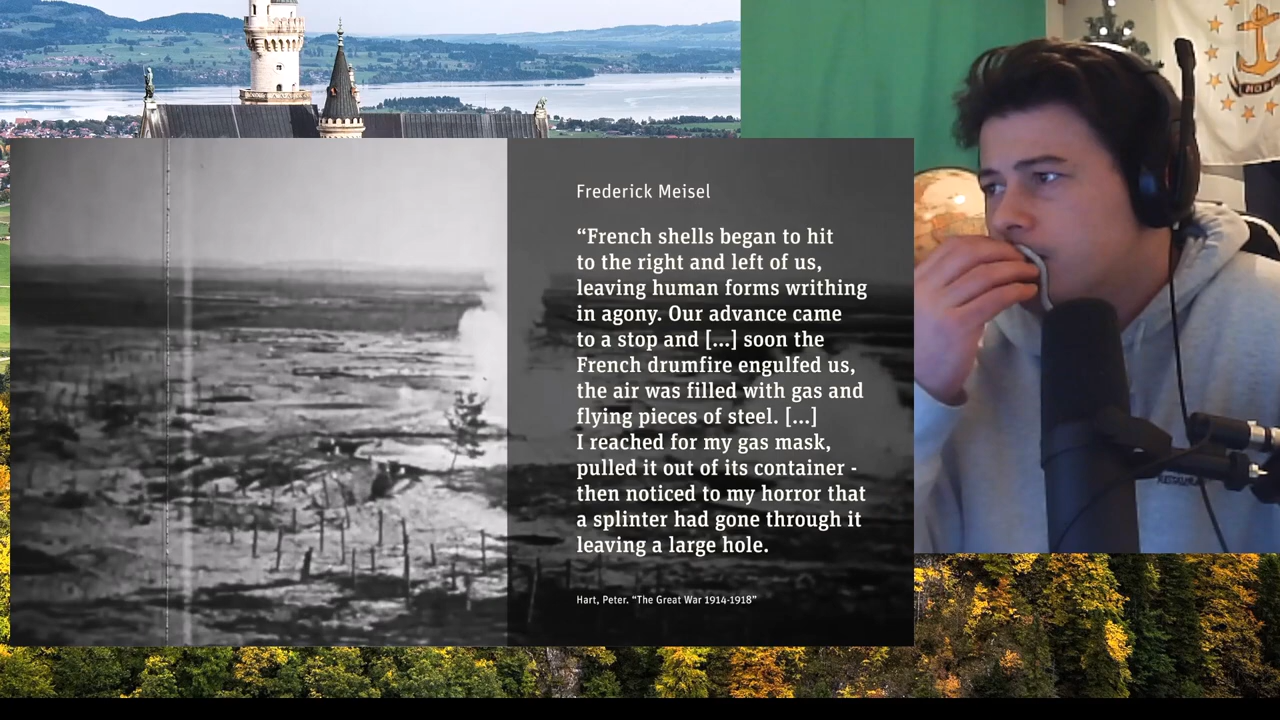 Frederick Meisel
“French shells began to hit
to the right and left of us,
leaving human forms writhing
in agony. Our advance came
to a stop and [...] soon the
French drumfire engulfed us,
the air was filled with gas and
flying pieces of steel. [...]
I reached for my gas mask,
pulled it out of its container -
then noticed to my horror that
a splinter had gone through it
leaving a large hole.
Hart, Peter. “The Great War 1914-1918”
HOPE